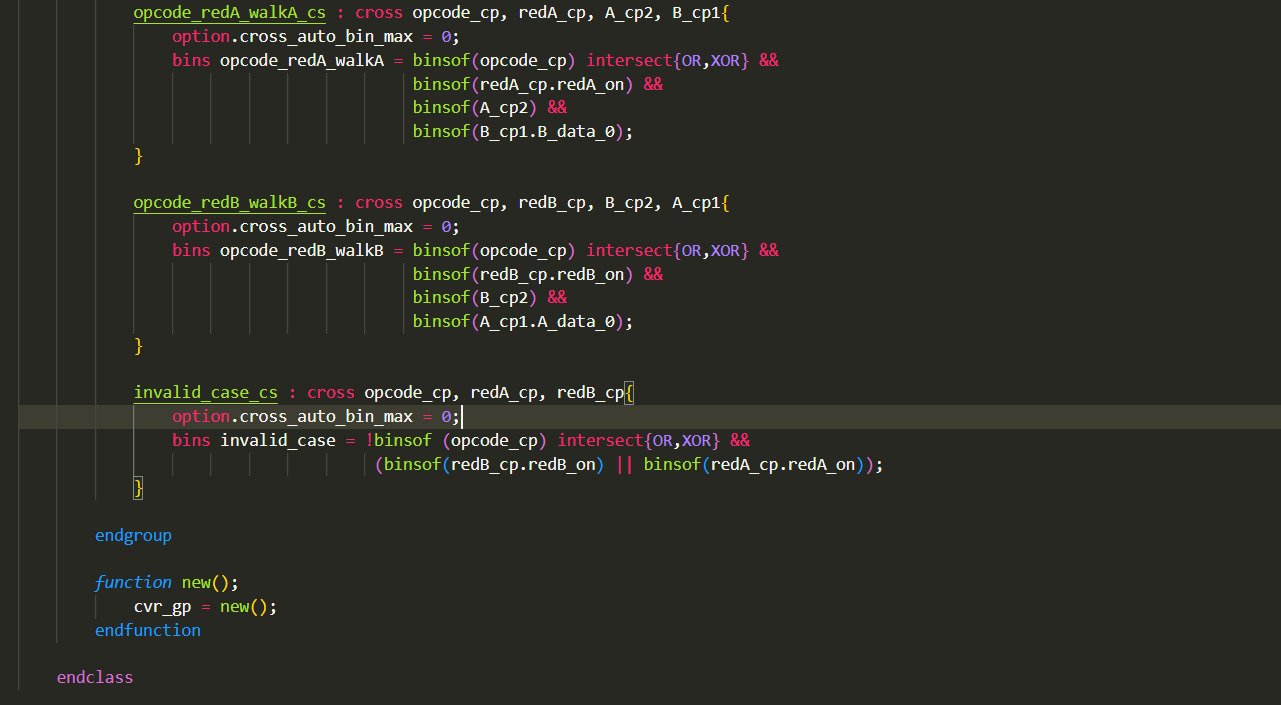 opcode_redA_walkA_cs : cross opcode_cp, redA_cp, A_cp2, B_cp1{
    option.cross_auto_bin_max = 0;
    bins opcode_redA_walkA = binsof(opcode_cp) intersect{OR,XOR} &&
                             binsof(redA_cp.redA_on) &&
                             binsof(A_cp2) &&
                             binsof(B_cp1.B_data_0);
}

opcode_redB_walkB_cs : cross opcode_cp, redB_cp, B_cp2, A_cp1{
    option.cross_auto_bin_max = 0;
    bins opcode_redB_walkB = binsof(opcode_cp) intersect{OR,XOR} &&
                             binsof(redB_cp.redB_on) &&
                             binsof(B_cp2) &&
                             binsof(A_cp1.A_data_0);
}

invalid_case_cs : cross opcode_cp, redA_cp, redB_cp{
    option.cross_auto_bin_max = 0;
    bins invalid_case = !binsof (opcode_cp) intersect{OR,XOR} &&
                         (binsof(redB_cp.redB_on) || binsof(redA_cp.redA_on));
}

endgroup

function new();
    cvr_gp = new();
endfunction

endclass